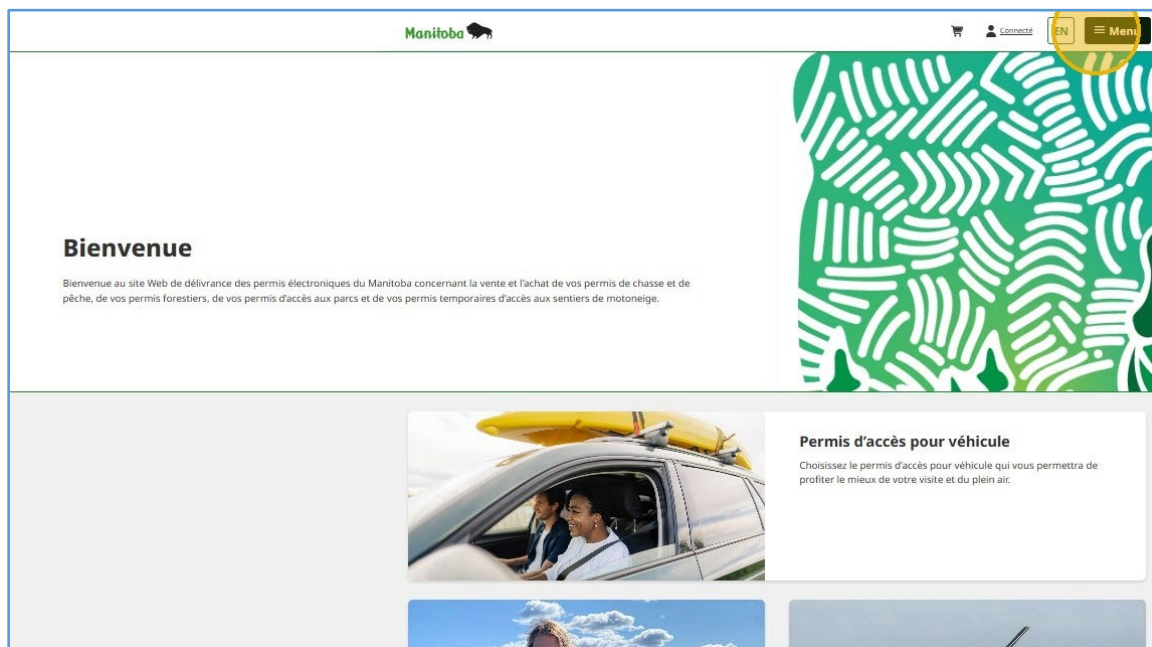 Manitoba
Connecté
EN
Menu
Bienvenue
Bienvenue au site Web de délivrance des permis électroniques du Manitoba concernant la vente et l'achat de vos permis de chasse et de
pêche, de vos permis forestiers, de vos permis d'accès aux parcs et de vos permis temporaires d'accès aux sentiers de motoneige.
Permis d'accès pour véhicule
Choisissez le permis d'accès pour véhicule qui vous permettra de
profiter le mieux de votre visite et du plein air.